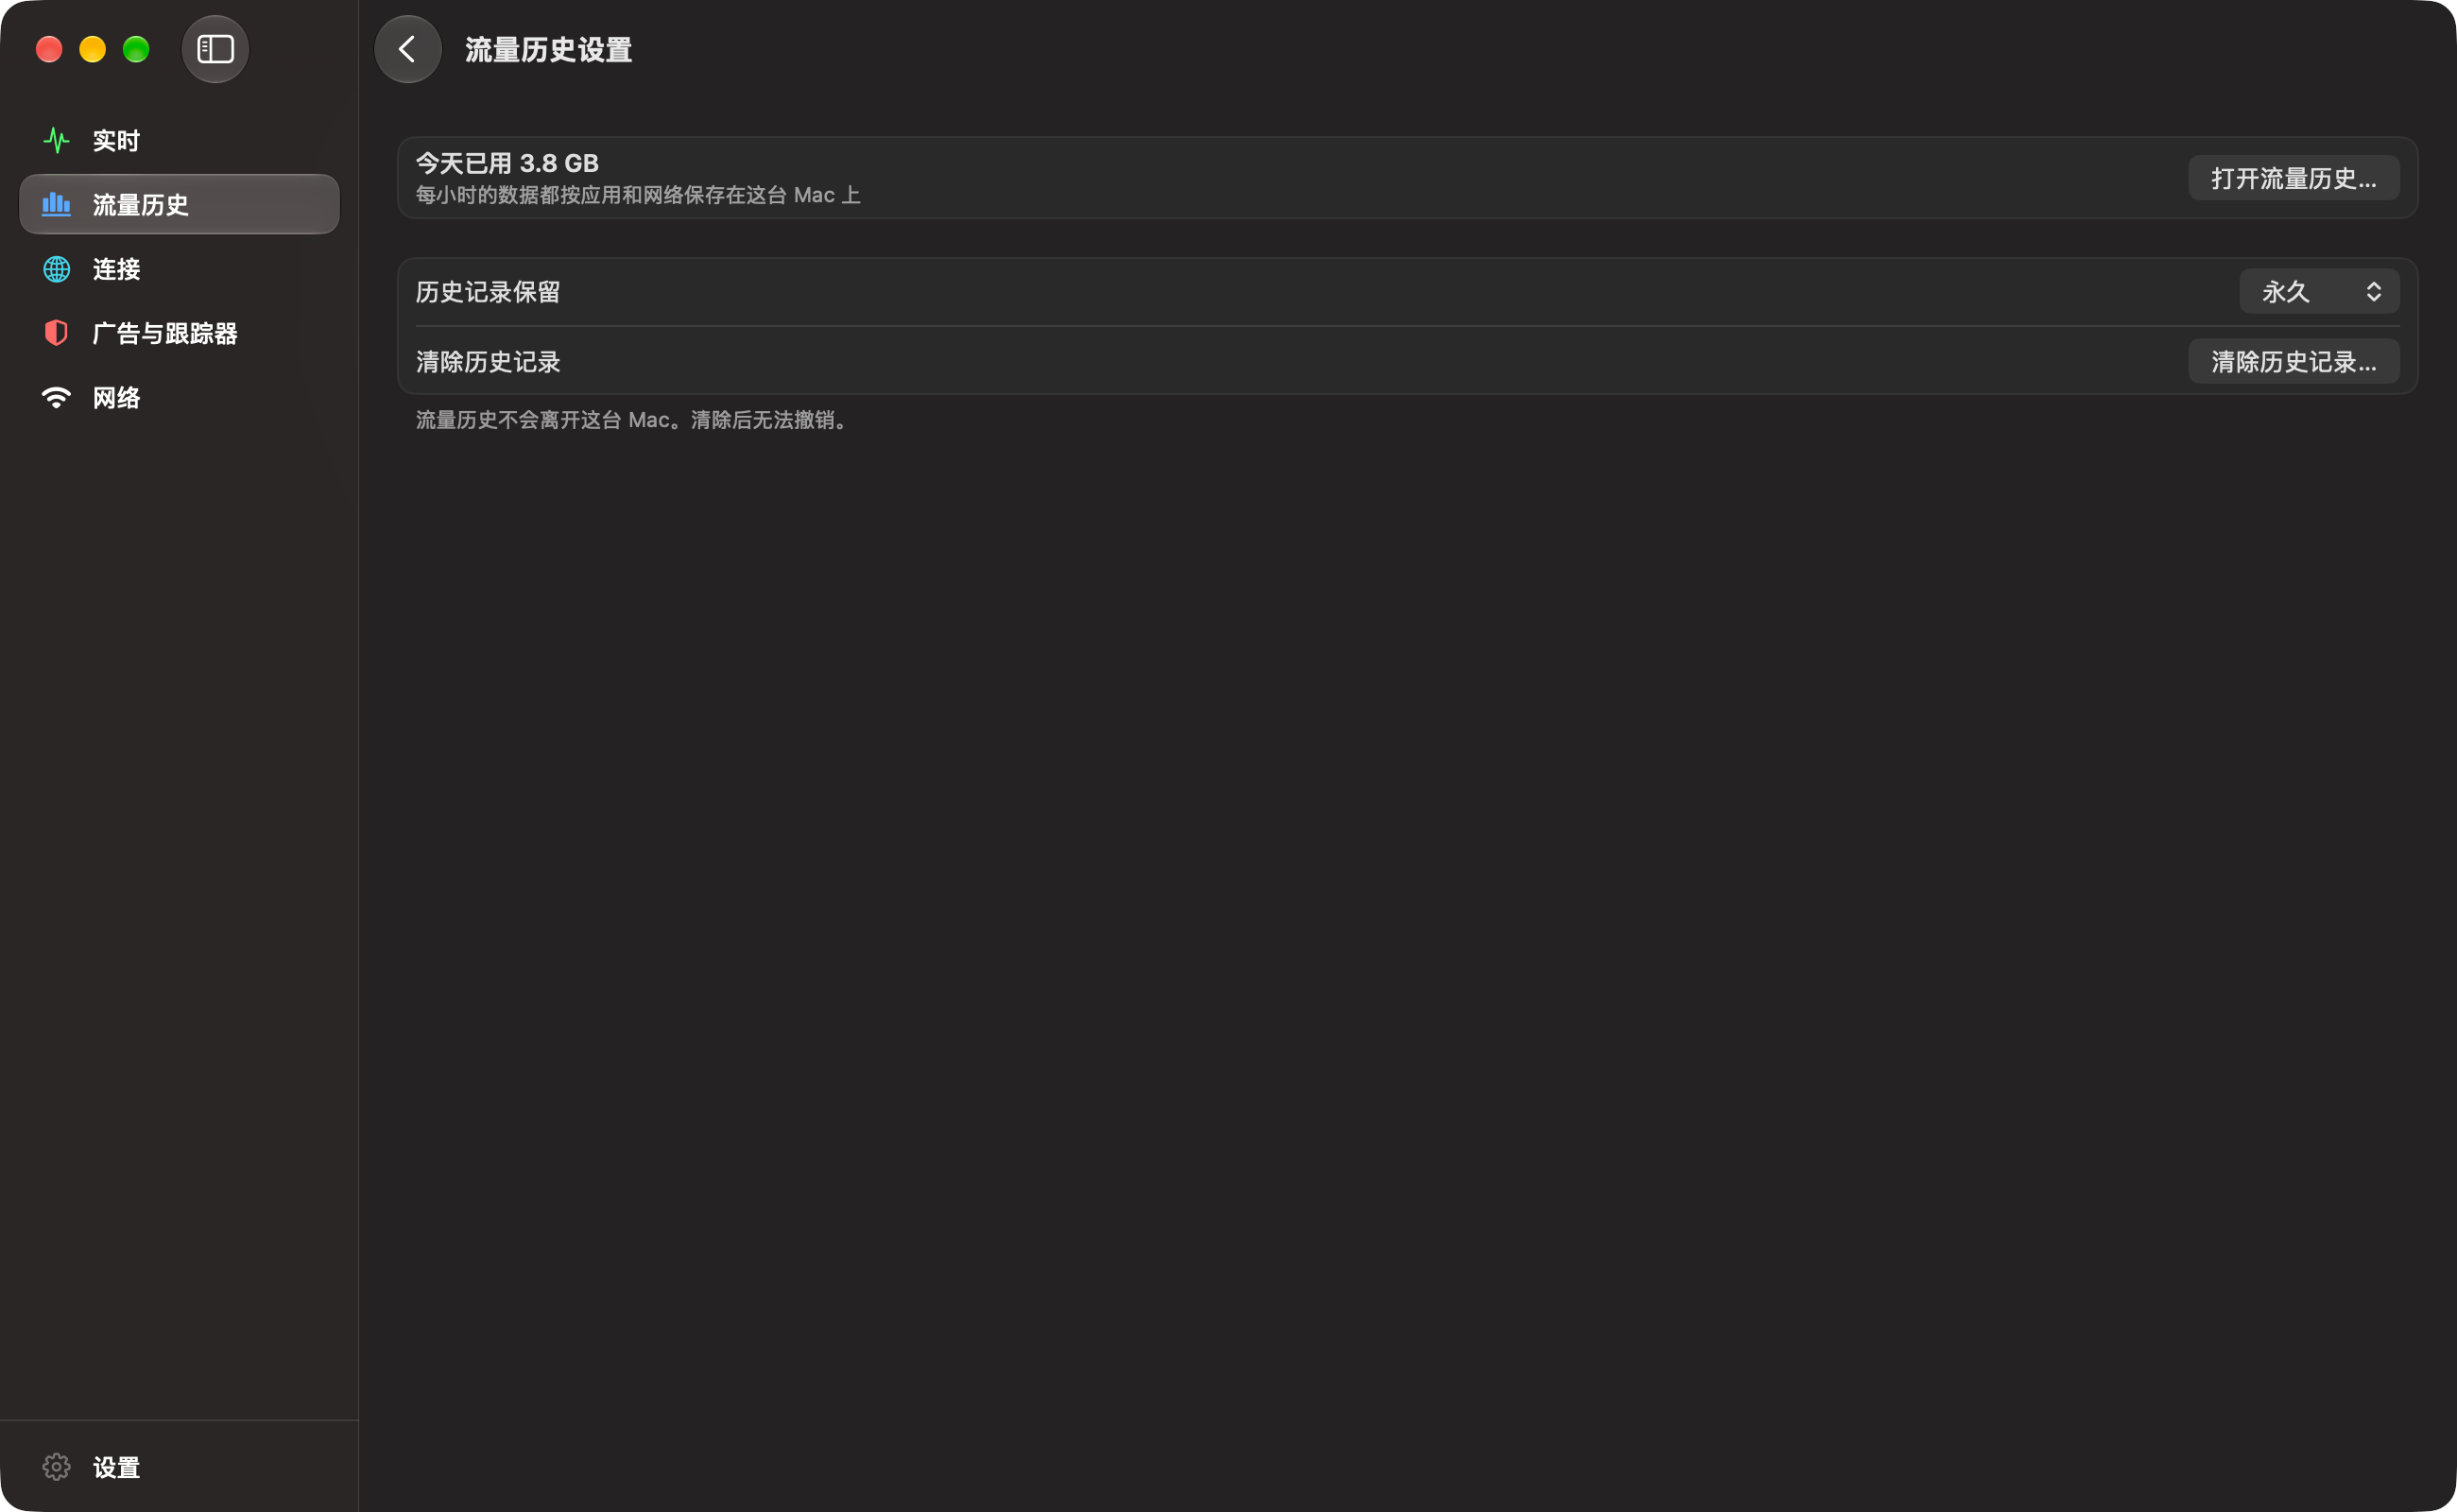 流量历史设置
实时
流量历史
连接
广告与跟踪器
网络
设置
今天已用 3.8 GB
每小时的数据都按应用和网络保存在这台 Mac 上
打开流量历史...
历史记录保留
永久
清除历史记录
清除历史记录...
流量历史不会离开这台 Mac。清除后无法撤销。